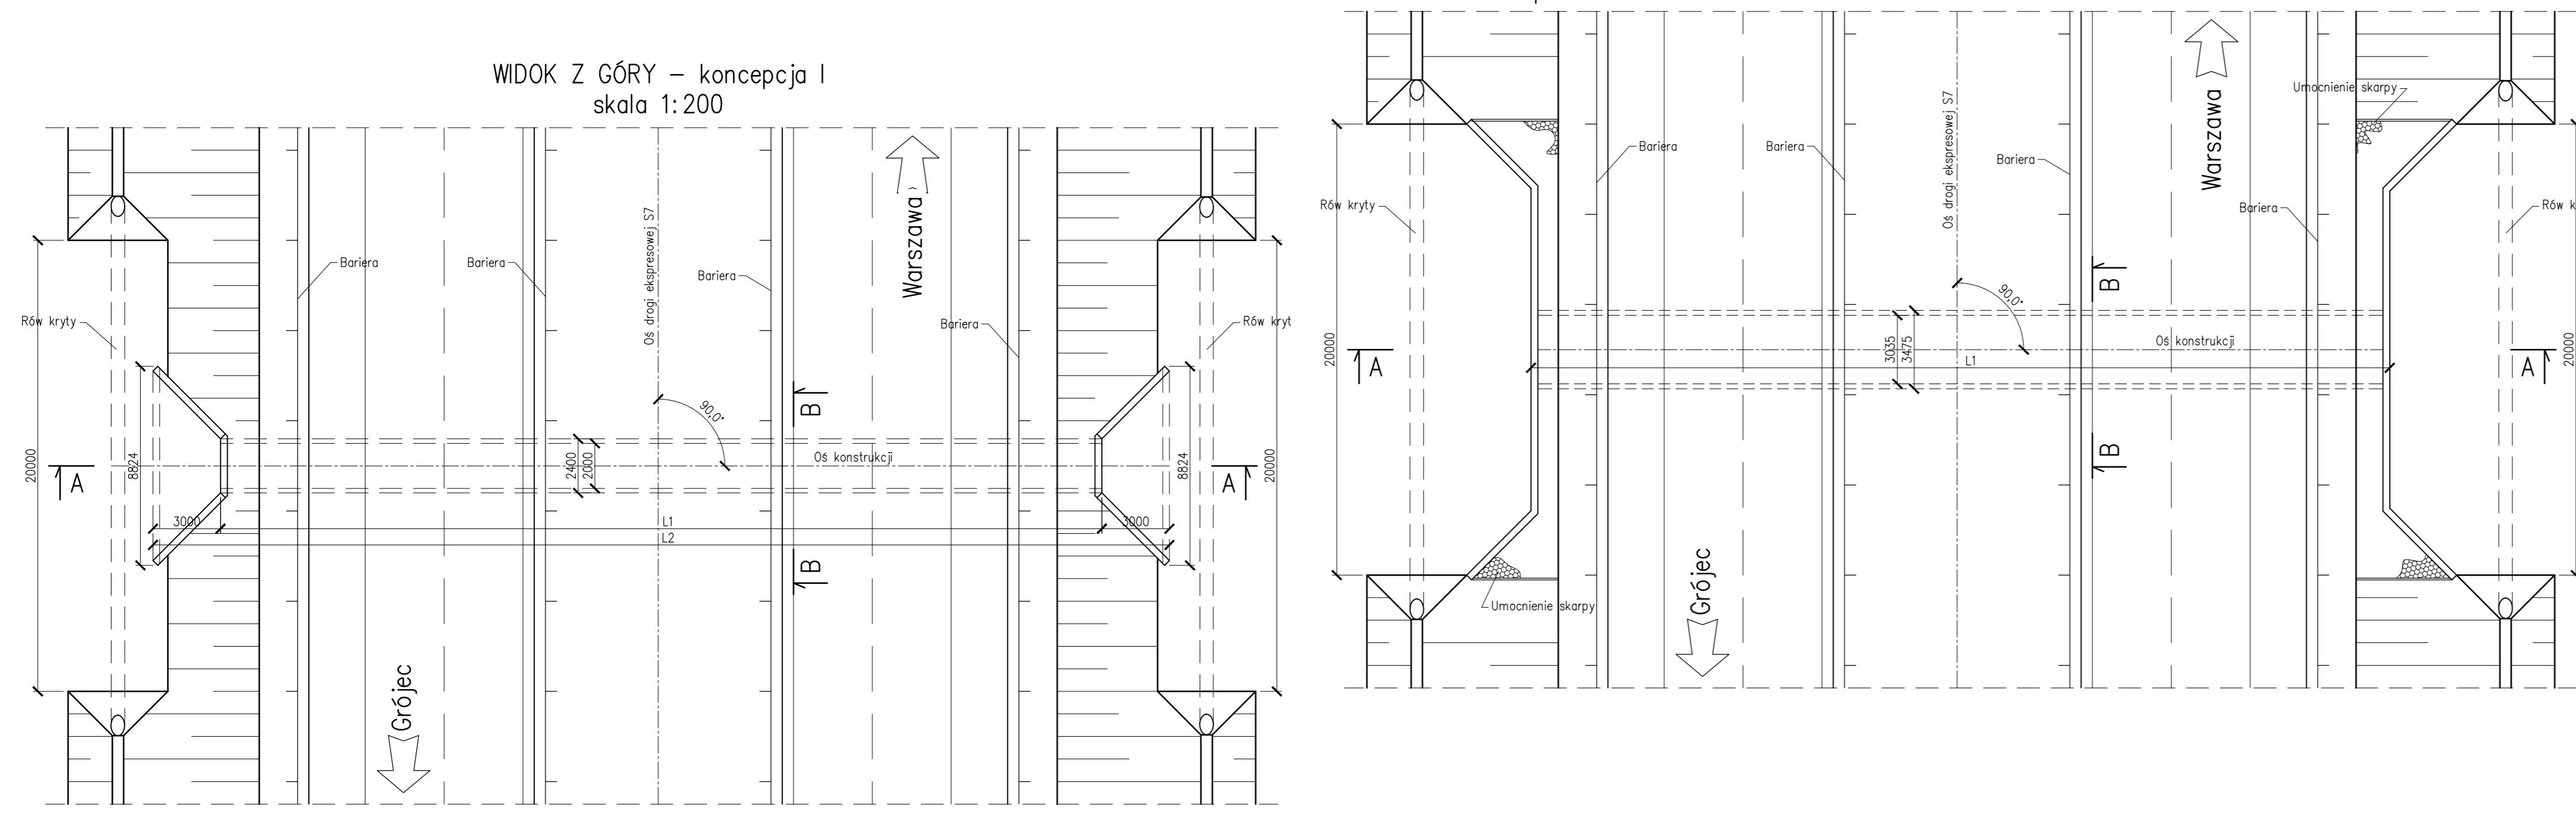 WIDOK Z GÓRY – koncepcja I
skala 1:200
Warszawa
Oś drogi ekspresowej S7
Bariera
Bariera
Bariera
Bariera
Rów kryty
Rów kryt
90,0°
B
Oś konstrukcji
20000
8824
A
2400
2000
8824
A
20000
3000
L1
3000
L2
B
Grójec
Warszawa
Umocnienie skarpy
Oś drogi ekspresowej S7
Bariera
Bariera
Bariera
Bariera
Rów kryty
Rów k
B
90,0°
20000
3035
3475
Oś konstrukcji
L1
A
A
20000
B
Grójec
Umocnienie skarpy